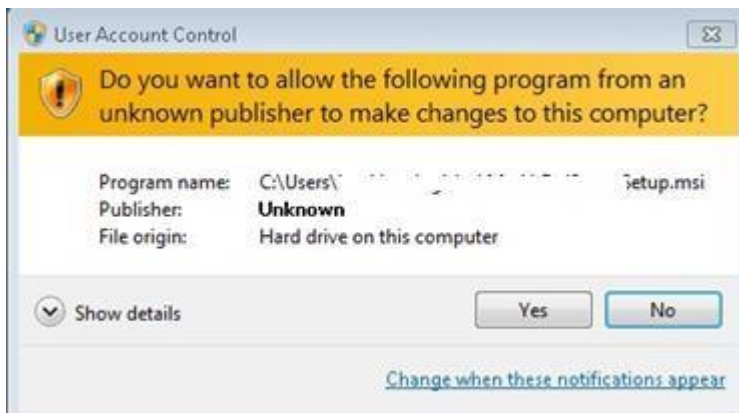 User Account Control
Do you want to allow the following program from an
unknown publisher to make changes to this computer?
Program name: C:\Users\ Setup.msi
Publisher: Unknown
File origin: Hard drive on this computer
Show details
Yes No
Change when these notifications appear